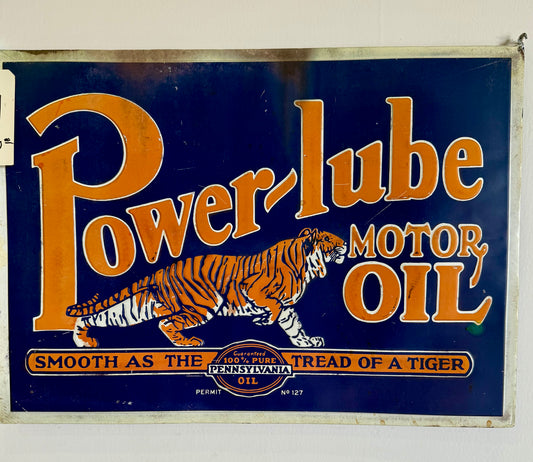 Power-lube
MOTOR
OIL
SMOOTH AS THE TREAD OF A TIGER
Guaranteed
100% PURE
PENNSYLVANIA
OIL
PERMIT Nº 127